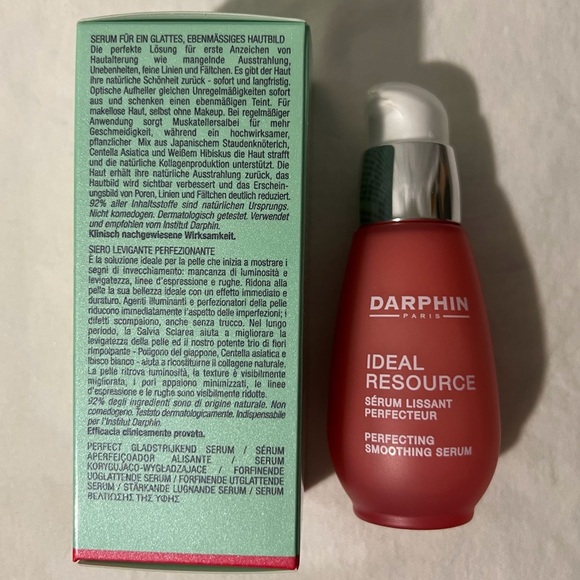 SERUM FÜR EIN GLATTES, EBENMÄSSIGES HAUTBILD
Die perfekte Lösung für erste Anzeichen von
Hautalterung wie mangelnde Ausstrahlung,
Unebenheiten, feine Linien und Fältchen. Es gibt der Haut
ihre natürliche Schönheit zurück - sofort und langfristig.
Optische Aufheller gleichen Unregelmäßigkeiten sofort
aus und schenken einen ebenmäßigen Teint. Für
makellose Haut, selbst ohne Makeup. Bei regelmäßiger
Anwendung sorgt Muskatellersalbei für mehr
Geschmeidigkeit, während ein hochwirksamer,
pflanzlicher Mix aus Japanischem Staudenknöterich,
Centella Asiatica und Weißem Hibiskus die Haut strafft
und die natürliche Kollagenproduktion unterstützt. Die
Haut erhält ihre natürliche Ausstrahlung zurück, das
Hautbild wird sichtbar verbessert und das Erschein-
ungsbild von Poren, Linien und Fältchen deutlich reduziert.
92% aller Inhaltsstoffe sind natürlichen Ursprungs.
Nicht komedogen. Dermatologisch getestet. Verwendet
und empfohlen vom Institut Darphin.
Klinisch nachgewiesene Wirksamkeit.
SIERO LEVIGANTE PERFEZIONANTE
È la soluzione ideale per la pelle che inizia a mostrare i
segni di invecchiamento: mancanza di luminosità e
levigatezza, linee d'espressione e rughe. Ridona alla
pelle la sua bellezza ideale con un effetto immediato e
duraturo. Agenti illuminanti e perfezionatori della pelle
riducono immediatamente l'aspetto delle imperfezioni; i
difetti scompaiono, anche senza trucco. Nel lungo
periodo, la Salvia Sclarea aiuta a migliorare la
levigatezza della pelle ed il nostro potente trio di fiori
rimpolpante - Poligono del giappone, Centella asiatica e
Ibisco bianco - aiuta a ricostituirne il collagene naturale.
La pelle ritrova luminosità, la texture è visibilmente
migliorata, i pori appaiono minimizzati, le linee
d'espressione e le rughe sono visibilmente ridotte.
92% degli ingredienti sono di origine naturale. Non
comedogeno. Testato dermatologicamente. Indispensabile
per l'Institut Darphin.
Efficacia clinicamente provata.
PERFECT GLADSTRIJKEND SERUM / SÉRUM
APERFEIÇOADOR ALISANTE / SERUM
KORYGUJĄCO-WYGŁADZAJĄCE / FORFINENDE
UDGLATTENDE SERUM / FORFINENDE UTGLATTENDE
SERUM / STÄRKANDE LUGNANDE SERUM / SERUM
ΒΕΛΤΙΩΣΗΣ ΤΗΣ ΥΦΗΣ
DARPHIN
PARIS
IDEAL
RESOURCE
SÉRUM LISSANT
PERFECTEUR
PERFECTING
SMOOTHING SERUM